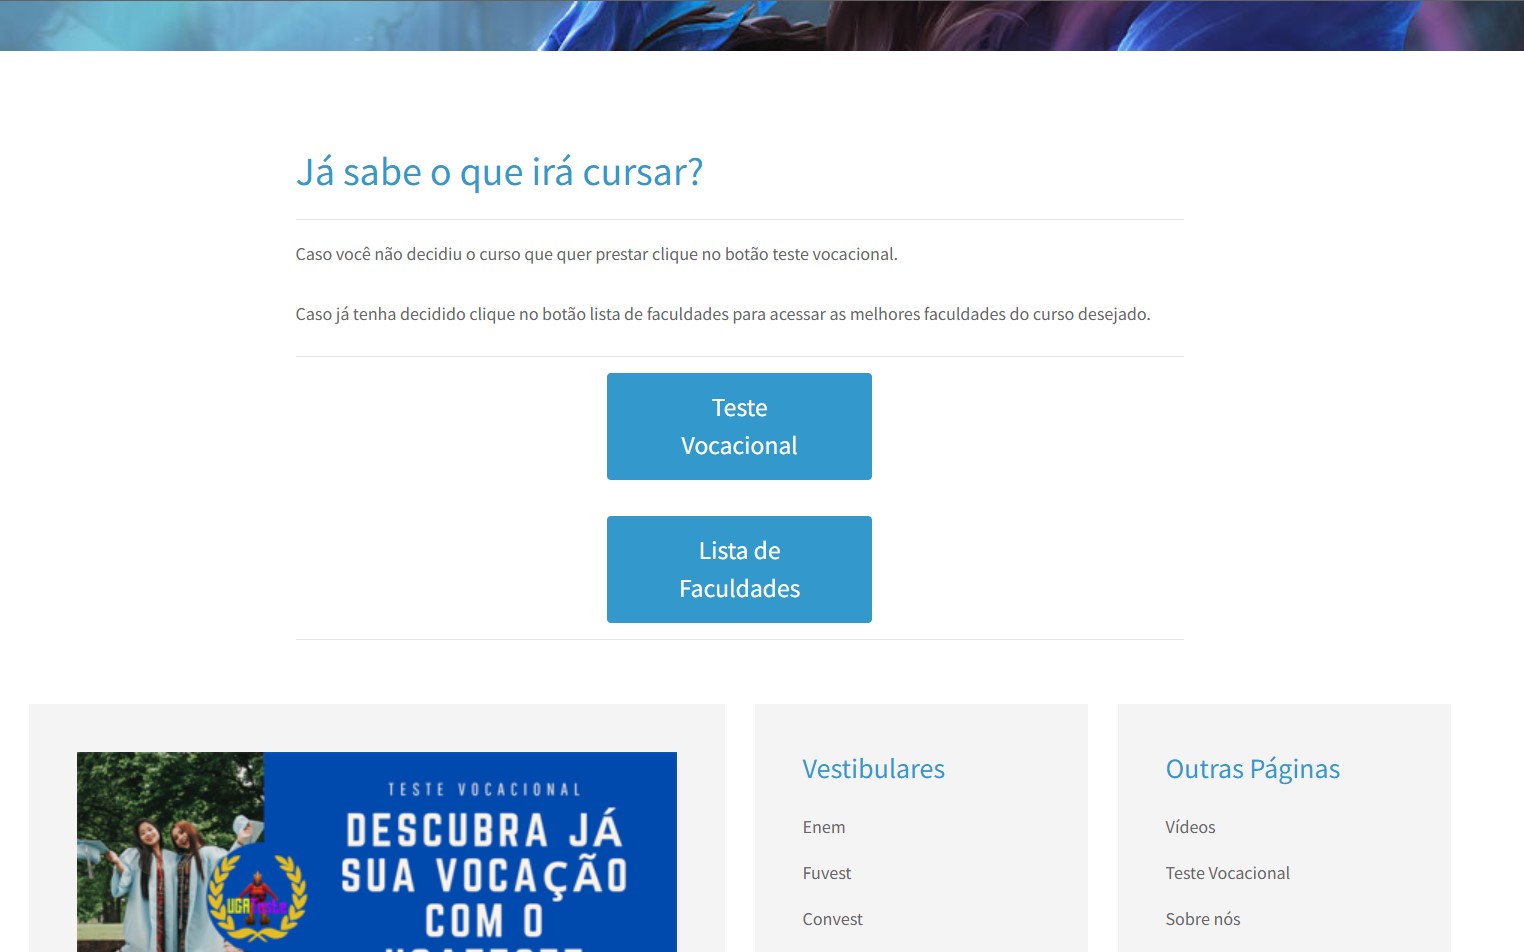 Já sabe o que irá cursar?
Caso você não decidiu o curso que quer prestar clique no botão teste vocacional.
Caso já tenha decidido clique no botão lista de faculdades para acessar as melhores faculdades do curso desejado.
Teste
Vocacional
Lista de
Faculdades
TESTE VOCACIONAL
DESCUBRA JÁ
SUA VOCAÇÃO
COM O
Vestibulares
Enem
Fuvest
Convest
Outras Páginas
Vídeos
Teste Vocacional
Sobre nós